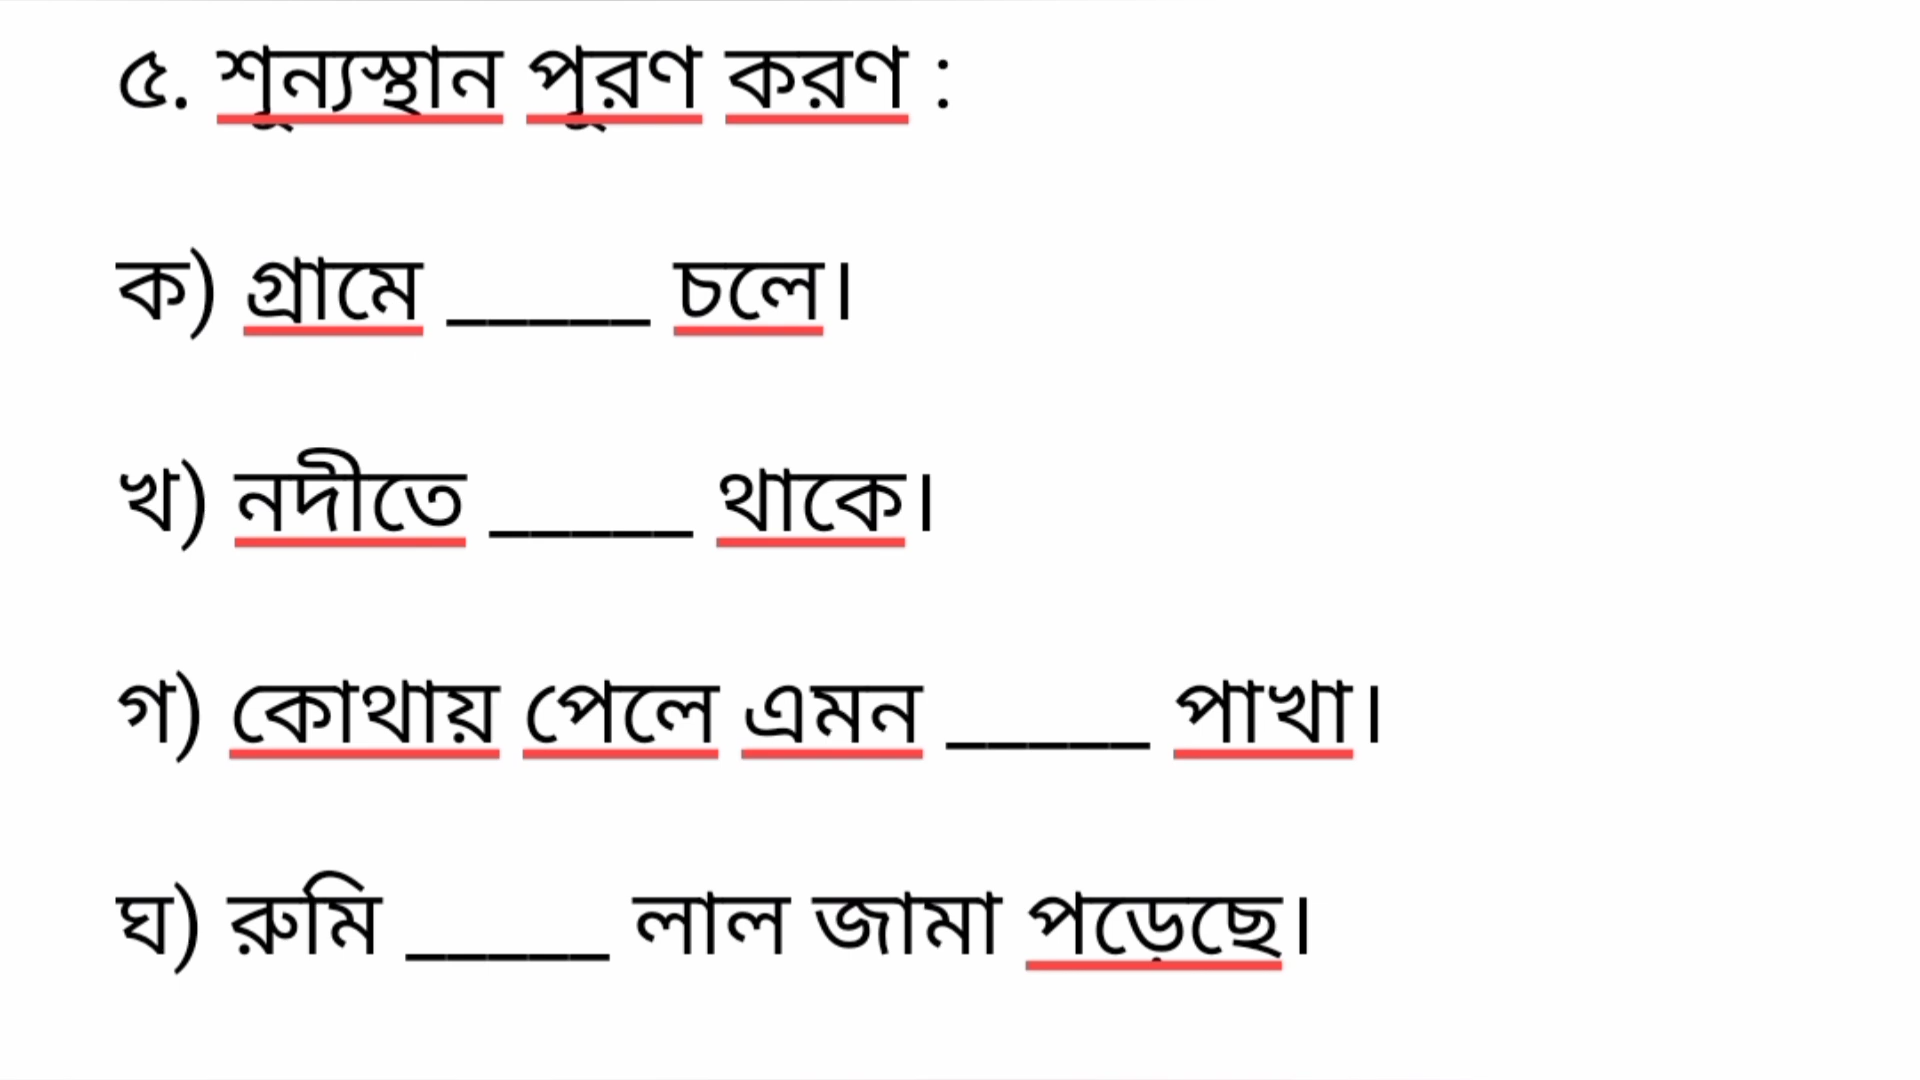 ৫. শুন্যস্থান পুরণ করণ :
ক) গ্রামে _____ চলে।
খ) নদীতে _____ থাকে।
গ) কোথায় পেলে এমন _____ পাখা।
ঘ) রুমি _____ লাল জামা পড়েছে।